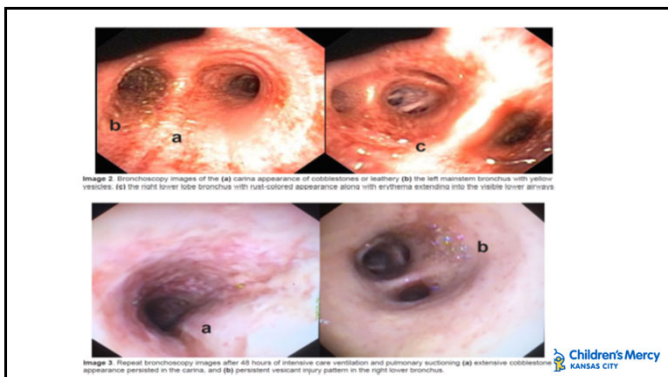 b
a
c
Image 2. Bronchoscopy images of the (a) carina appearance of cobblestones or leathery (b) the left mainstem bronchus with yellow
vesicles. (c) the right lower lobe bronchus with rust-colored appearance along with erythema extending into the visible lower airways
a
b
Image 3. Repeat bronchoscopy images after 48 hours of intensive care ventilation and pulmonary suctioning (a) extensive cobblestone
appearance persisted in the carina, and (b) persistent vesicant injury pattern in the right lower bronchus.
Children's Mercy
KANSAS CITY